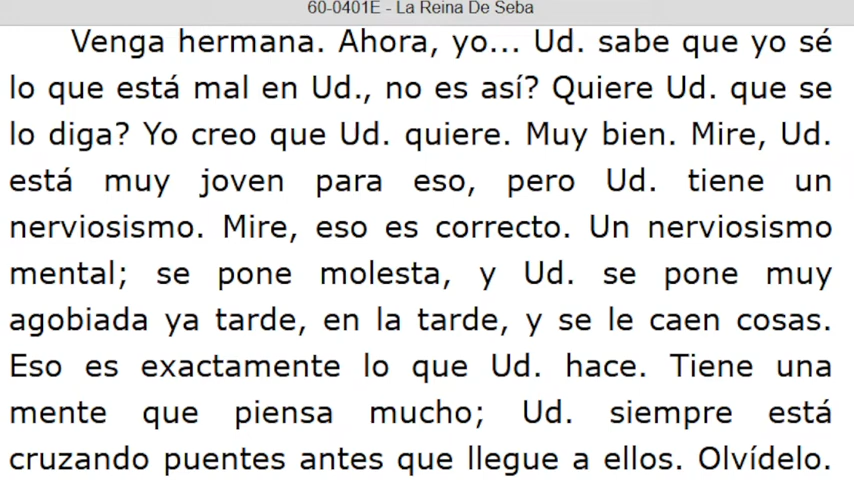 60-0401E - La Reina De Seba
Venga hermana. Ahora, yo... Ud. sabe que yo sé
lo que está mal en Ud., no es así? Quiere Ud. que se
lo diga? Yo creo que Ud. quiere. Muy bien. Mire, Ud.
está muy joven para eso, pero Ud. tiene un
nerviosismo. Mire, eso es correcto. Un nerviosismo
mental; se pone molesta, y Ud. se pone muy
agobiada ya tarde, en la tarde, y se le caen cosas.
Eso es exactamente lo que Ud. hace. Tiene una
mente que piensa mucho; Ud. siempre está
cruzando puentes antes que llegue a ellos. Olvídelo.